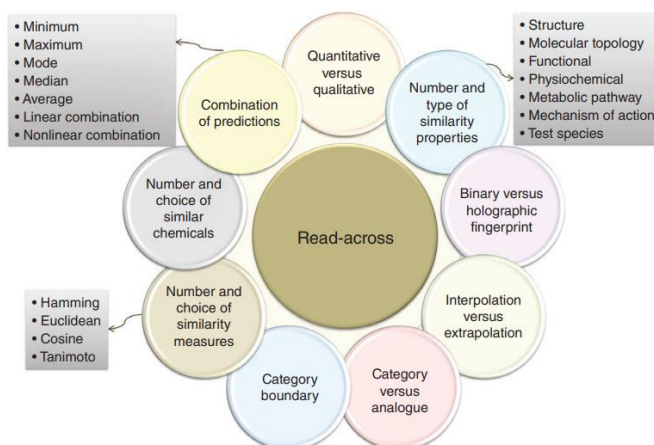 • Minimum
• Maximum
• Mode
• Median
• Average
• Linear combination
• Nonlinear combination
Quantitative
versus
qualitative
• Structure
• Molecular topology
• Functional
• Physiochemical
• Metabolic pathway
• Mechanism of action
• Test species
Combination
of predictions
Number and
type of
similarity
properties
Number and
choice of
similar
chemicals
Read-across
Binary versus
holographic
fingerprint
• Hamming
• Euclidean
• Cosine
• Tanimoto
Number and
choice of
similarity
measures
Interpolation
versus
extrapolation
Category
boundary
Category
versus
analogue